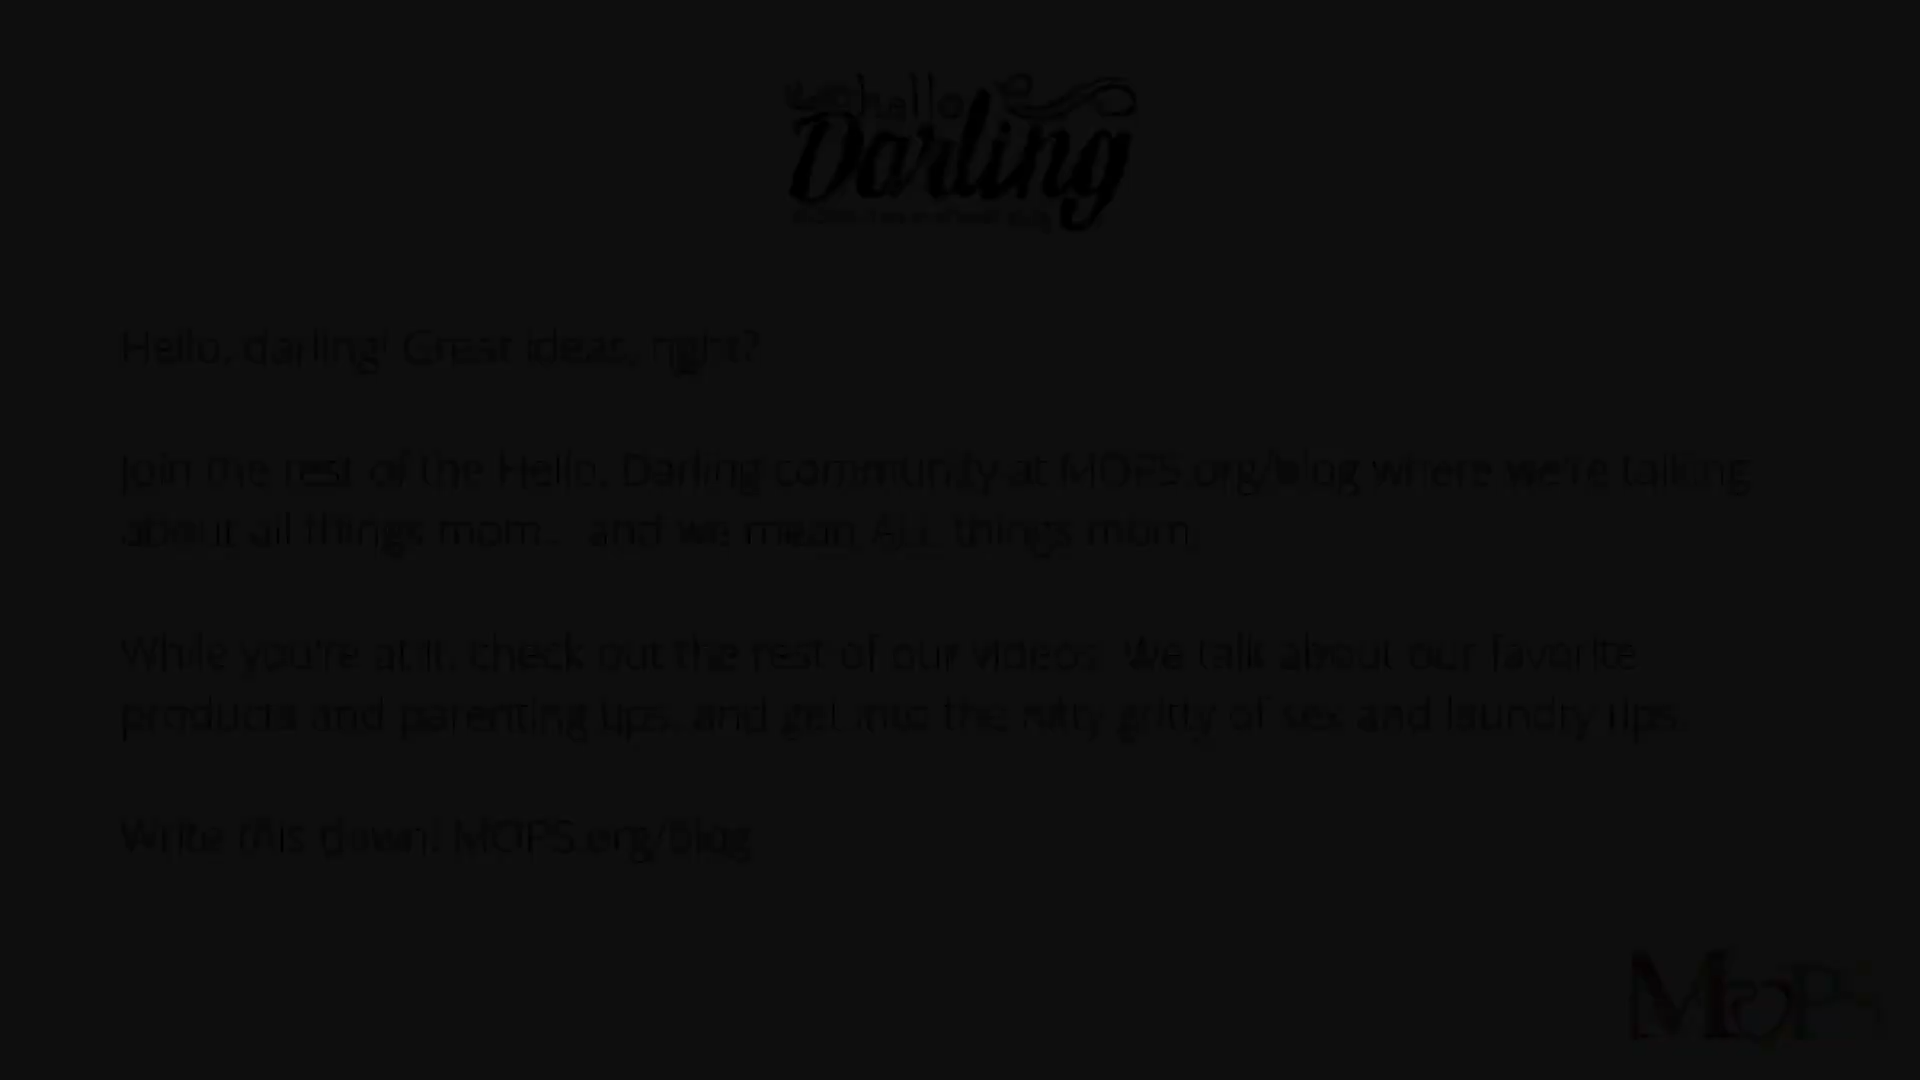 hello
Darling
Hello, darling! Great ideas, right?
Join the rest of the Hello, Darling community at MOPS.org/blog where we're talking
about all things mom... and we mean ALL things mom.
While you're at it, check out the rest of our videos. We talk about our favorite
products and parenting tips, and get into the nitty gritty of sex and laundry tips.
Write this down! MOPS.org/blog
MOPS